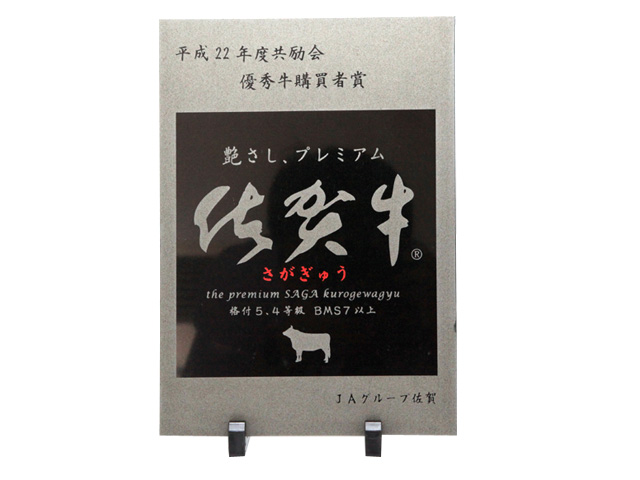 平成22年度共励会
優秀牛購買者賞
艶さし、プレミアム
佐賀牛®
さがぎゅう
the premium SAGA kurogewagyu
格付5、4等級 BMS7以上
JAグループ佐賀